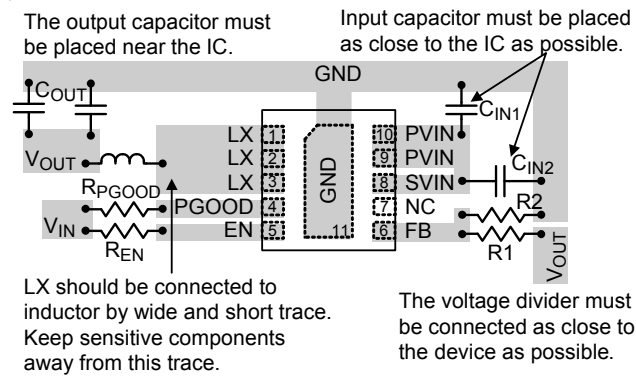 The output capacitor must
be placed near the IC.
Input capacitor must be placed
as close to the IC as possible.
GND
COUT
CIN1
LX 1
10 PVIN
LX 2
9 PVIN
VOUT
LX 3
8 SVIN
CIN2
GND
RPGOOD
PGOOD 4
7 NC
R2
VIN
EN 5
11
6 FB
REN
R1
VOUT
LX should be connected to
inductor by wide and short trace.
Keep sensitive components
away from this trace.
The voltage divider must
be connected as close to
the device as possible.